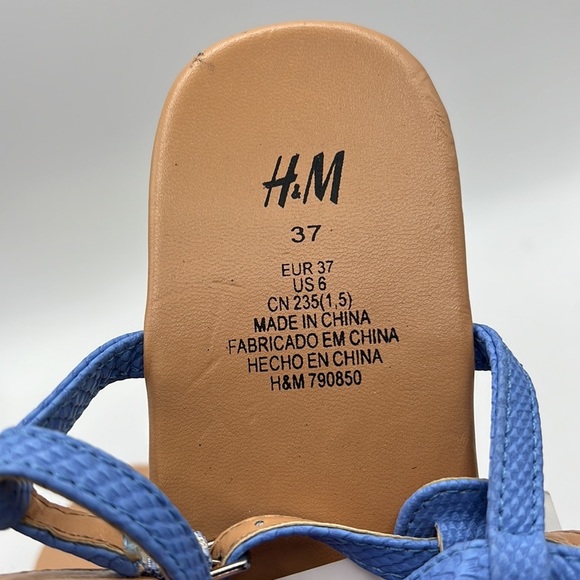 H&M
37
EUR 37
US 6
CN 235(1,5)
MADE IN CHINA
FABRICADO EM CHINA
HECHO EN CHINA
H&M 790850